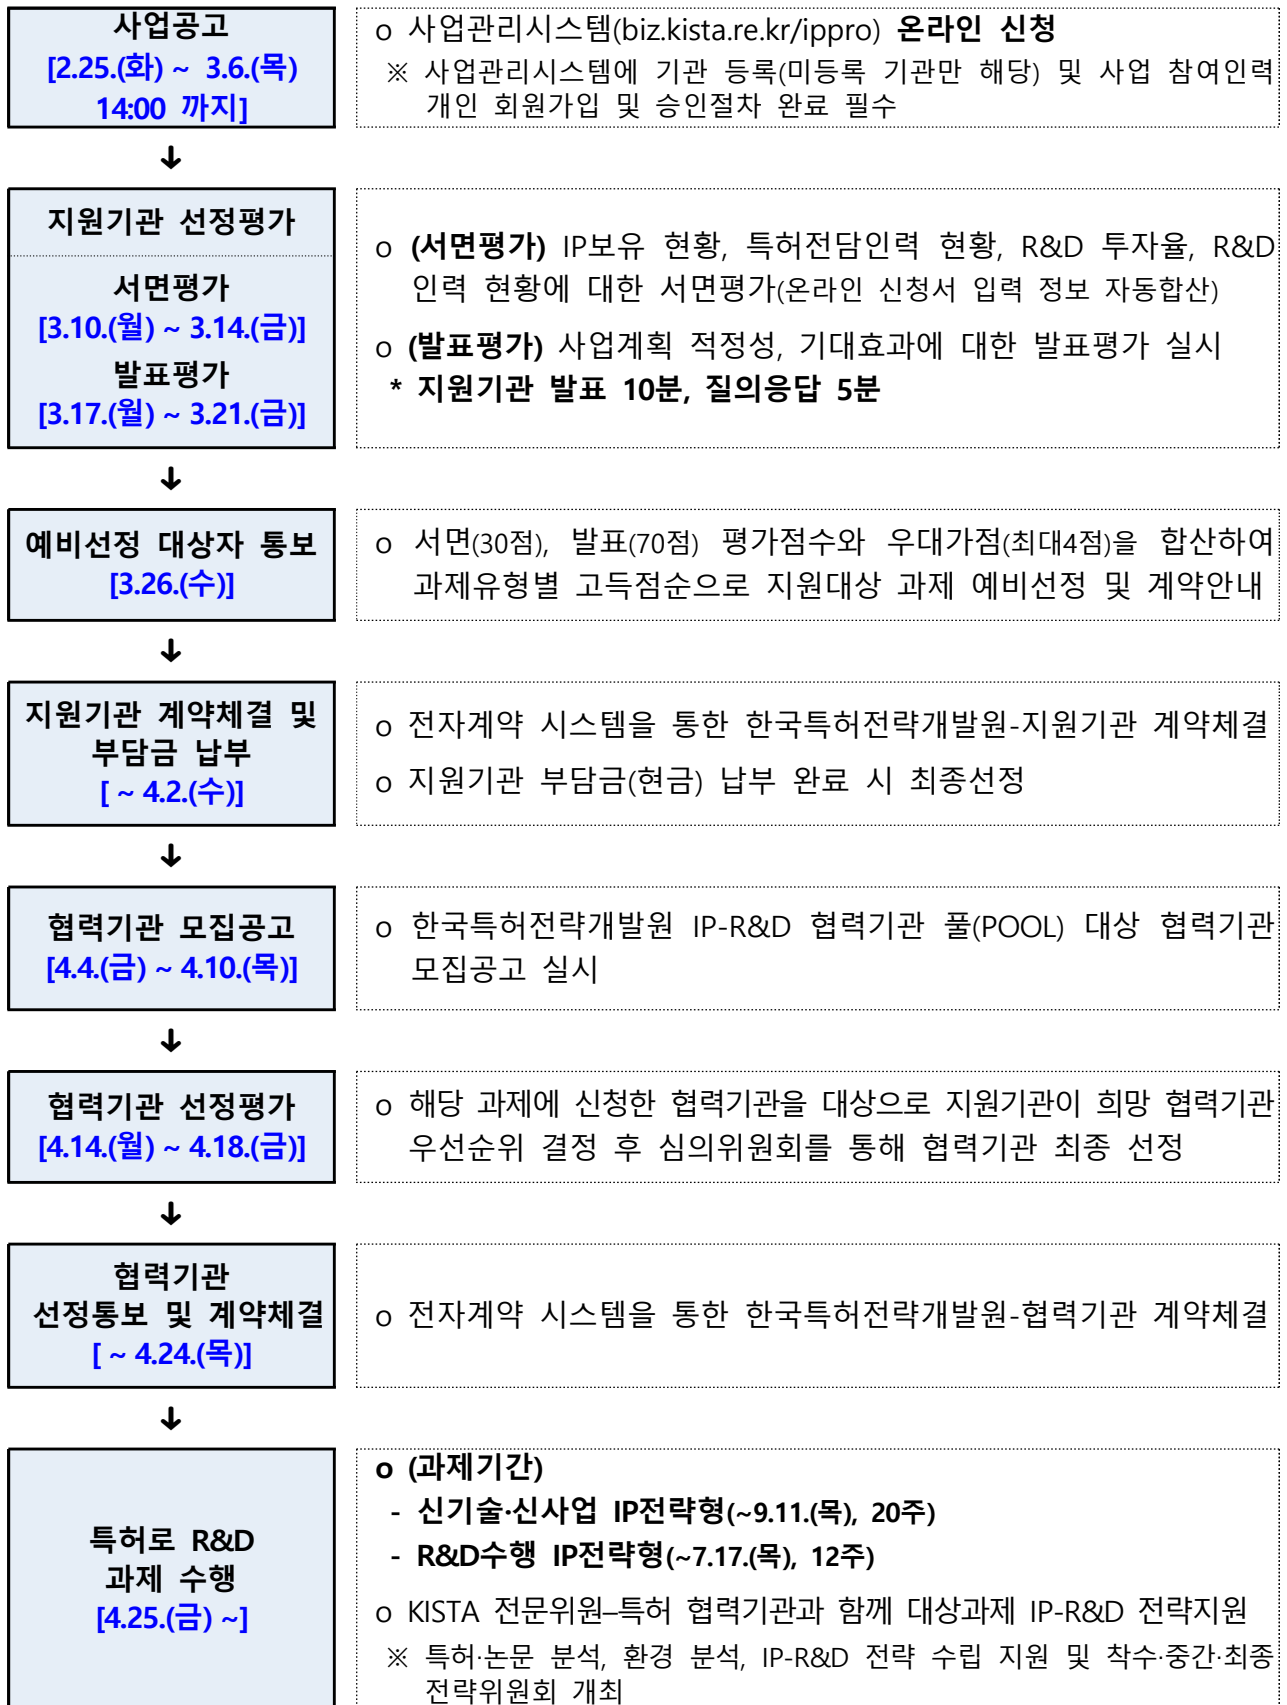 사업공고
[2.25.(화) ~ 3.6.(목)
14:00 까지]
o 사업관리시스템(biz.kista.re.kr/ippro) 온라인 신청
※ 사업관리시스템에 기관 등록(미등록 기관만 해당) 및 사업 참여인력
개인 회원가입 및 승인절차 완료 필수
↓
지원기관 선정평가
서면평가
[3.10.(월) ~ 3.14.(금)]
발표평가
[3.17.(월) ~ 3.21.(금)]
o (서면평가) IP보유 현황, 특허전담인력 현황, R&D 투자율, R&D
인력 현황에 대한 서면평가(온라인 신청서 입력 정보 자동합산)
o (발표평가) 사업계획 적정성, 기대효과에 대한 발표평가 실시
* 지원기관 발표 10분, 질의응답 5분
↓
예비선정 대상자 통보
[3.26.(수)]
o 서면(30점), 발표(70점) 평가점수와 우대가점(최대4점)을 합산하여
과제유형별 고득점순으로 지원대상 과제 예비선정 및 계약안내
↓
지원기관 계약체결 및
부담금 납부
[ ~ 4.2.(수)]
o 전자계약 시스템을 통한 한국특허전략개발원-지원기관 계약체결
o 지원기관 부담금(현금) 납부 완료 시 최종선정
↓
협력기관 모집공고
[4.4.(금) ~ 4.10.(목)]
o 한국특허전략개발원 IP-R&D 협력기관 풀(POOL) 대상 협력기관
모집공고 실시
↓
협력기관 선정평가
[4.14.(월) ~ 4.18.(금)]
o 해당 과제에 신청한 협력기관을 대상으로 지원기관이 희망 협력기관
우선순위 결정 후 심의위원회를 통해 협력기관 최종 선정
↓
협력기관
선정통보 및 계약체결
[ ~ 4.24.(목)]
o 전자계약 시스템을 통한 한국특허전략개발원-협력기관 계약체결
↓
특허로 R&D
과제 수행
[4.25.(금) ~]
o (과제기간)
- 신기술·신사업 IP전략형(~9.11.(목), 20주)
- R&D수행 IP전략형(~7.17.(목), 12주)
o KISTA 전문위원–특허 협력기관과 함께 대상과제 IP-R&D 전략지원
※ 특허·논문 분석, 환경 분석, IP-R&D 전략 수립 지원 및 착수·중간·최종
전략위원회 개최